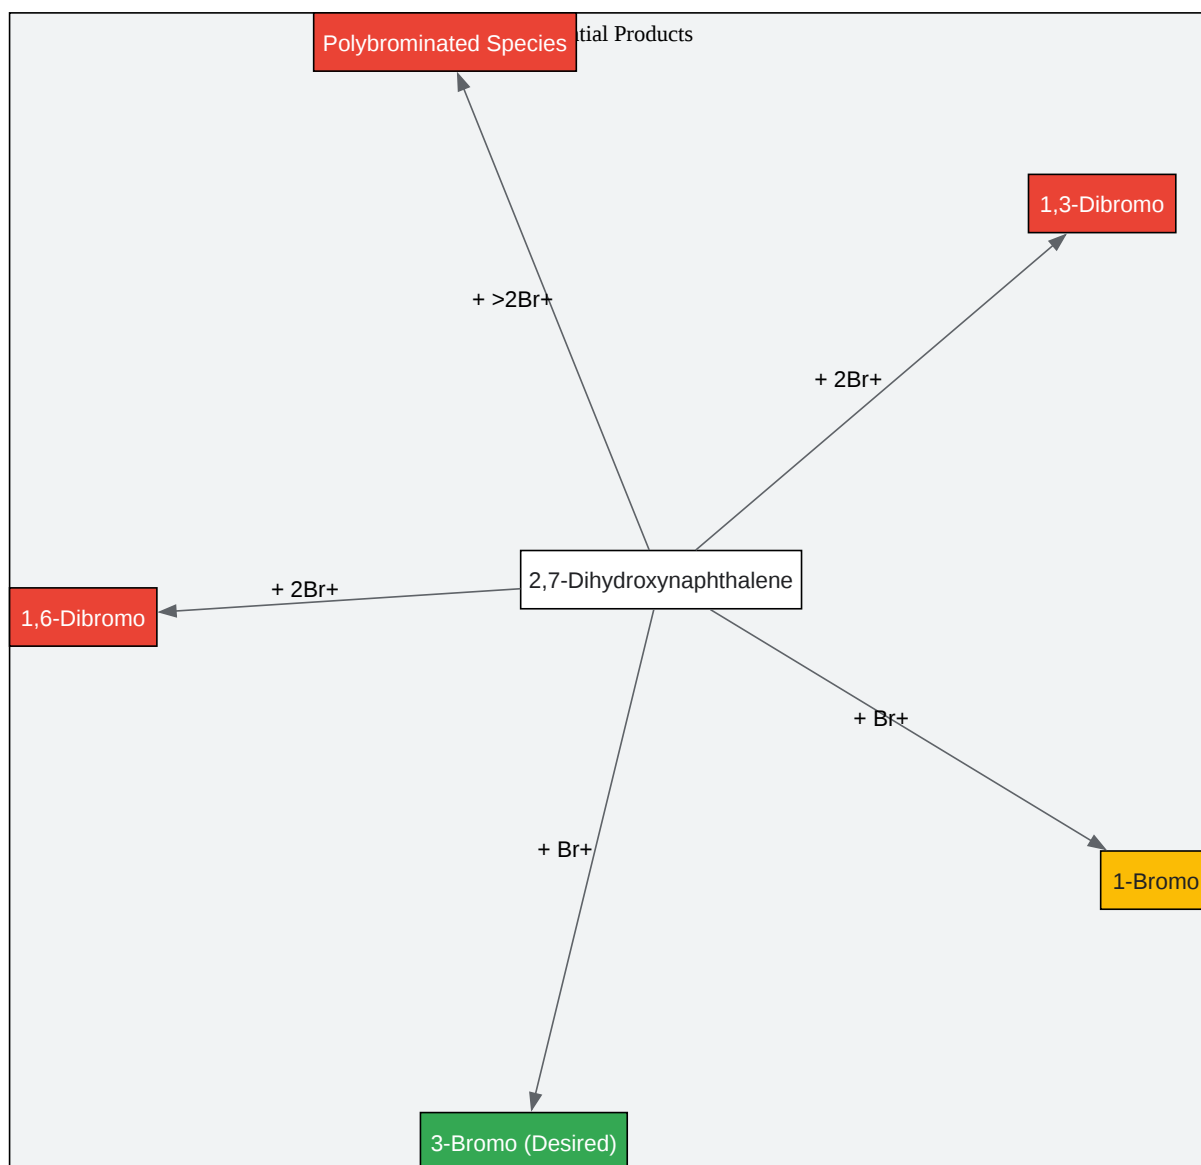 Polybrominated Species
Products
1,3-Dibromo
+ >2Br+
+ 2Br+
2,7-Dihydroxynaphthalene
+ 2Br+
1,6-Dibromo
+ Br+
+ Br+
1-Bromo
3-Bromo (Desired)